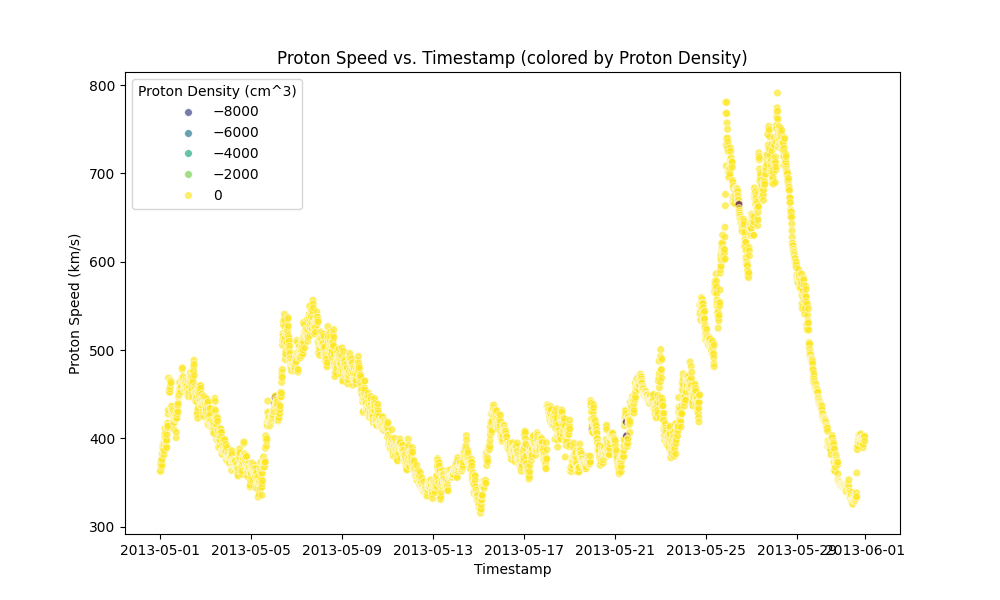 Proton Speed vs. Timestamp (colored by Proton Density)
Proton Density (cm^3)
−8000
−6000
−4000
−2000
0
Proton Speed (km/s)
800
700
600
500
400
300
2013-05-01 2013-05-05 2013-05-09 2013-05-13 2013-05-17 2013-05-21 2013-05-25 2013-05-29 2013-06-01
Timestamp